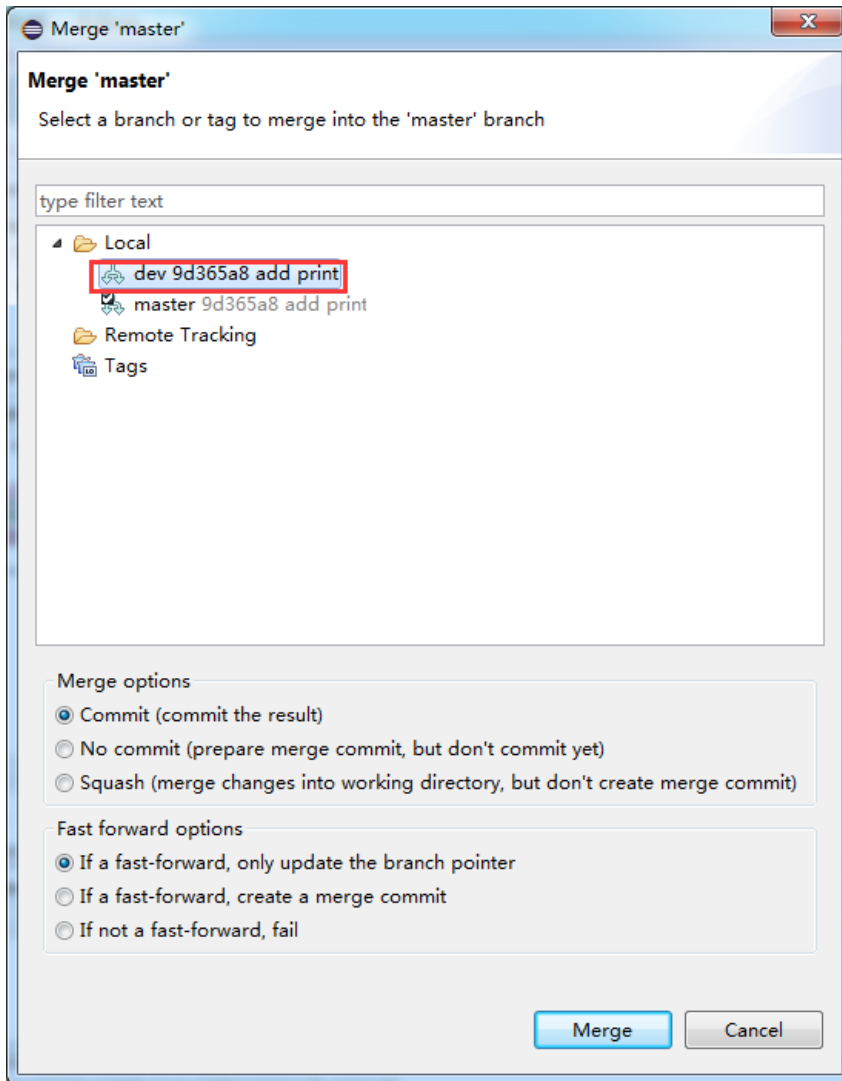 Merge 'master'
Merge 'master'
Select a branch or tag to merge into the 'master' branch
type filter text
Local
dev 9d365a8 add print
master 9d365a8 add print
Remote Tracking
Tags
Merge options
Commit (commit the result)
No commit (prepare merge commit, but don't commit yet)
Squash (merge changes into working directory, but don't create merge commit)
Fast forward options
If a fast-forward, only update the branch pointer
If a fast-forward, create a merge commit
If not a fast-forward, fail
Merge Cancel